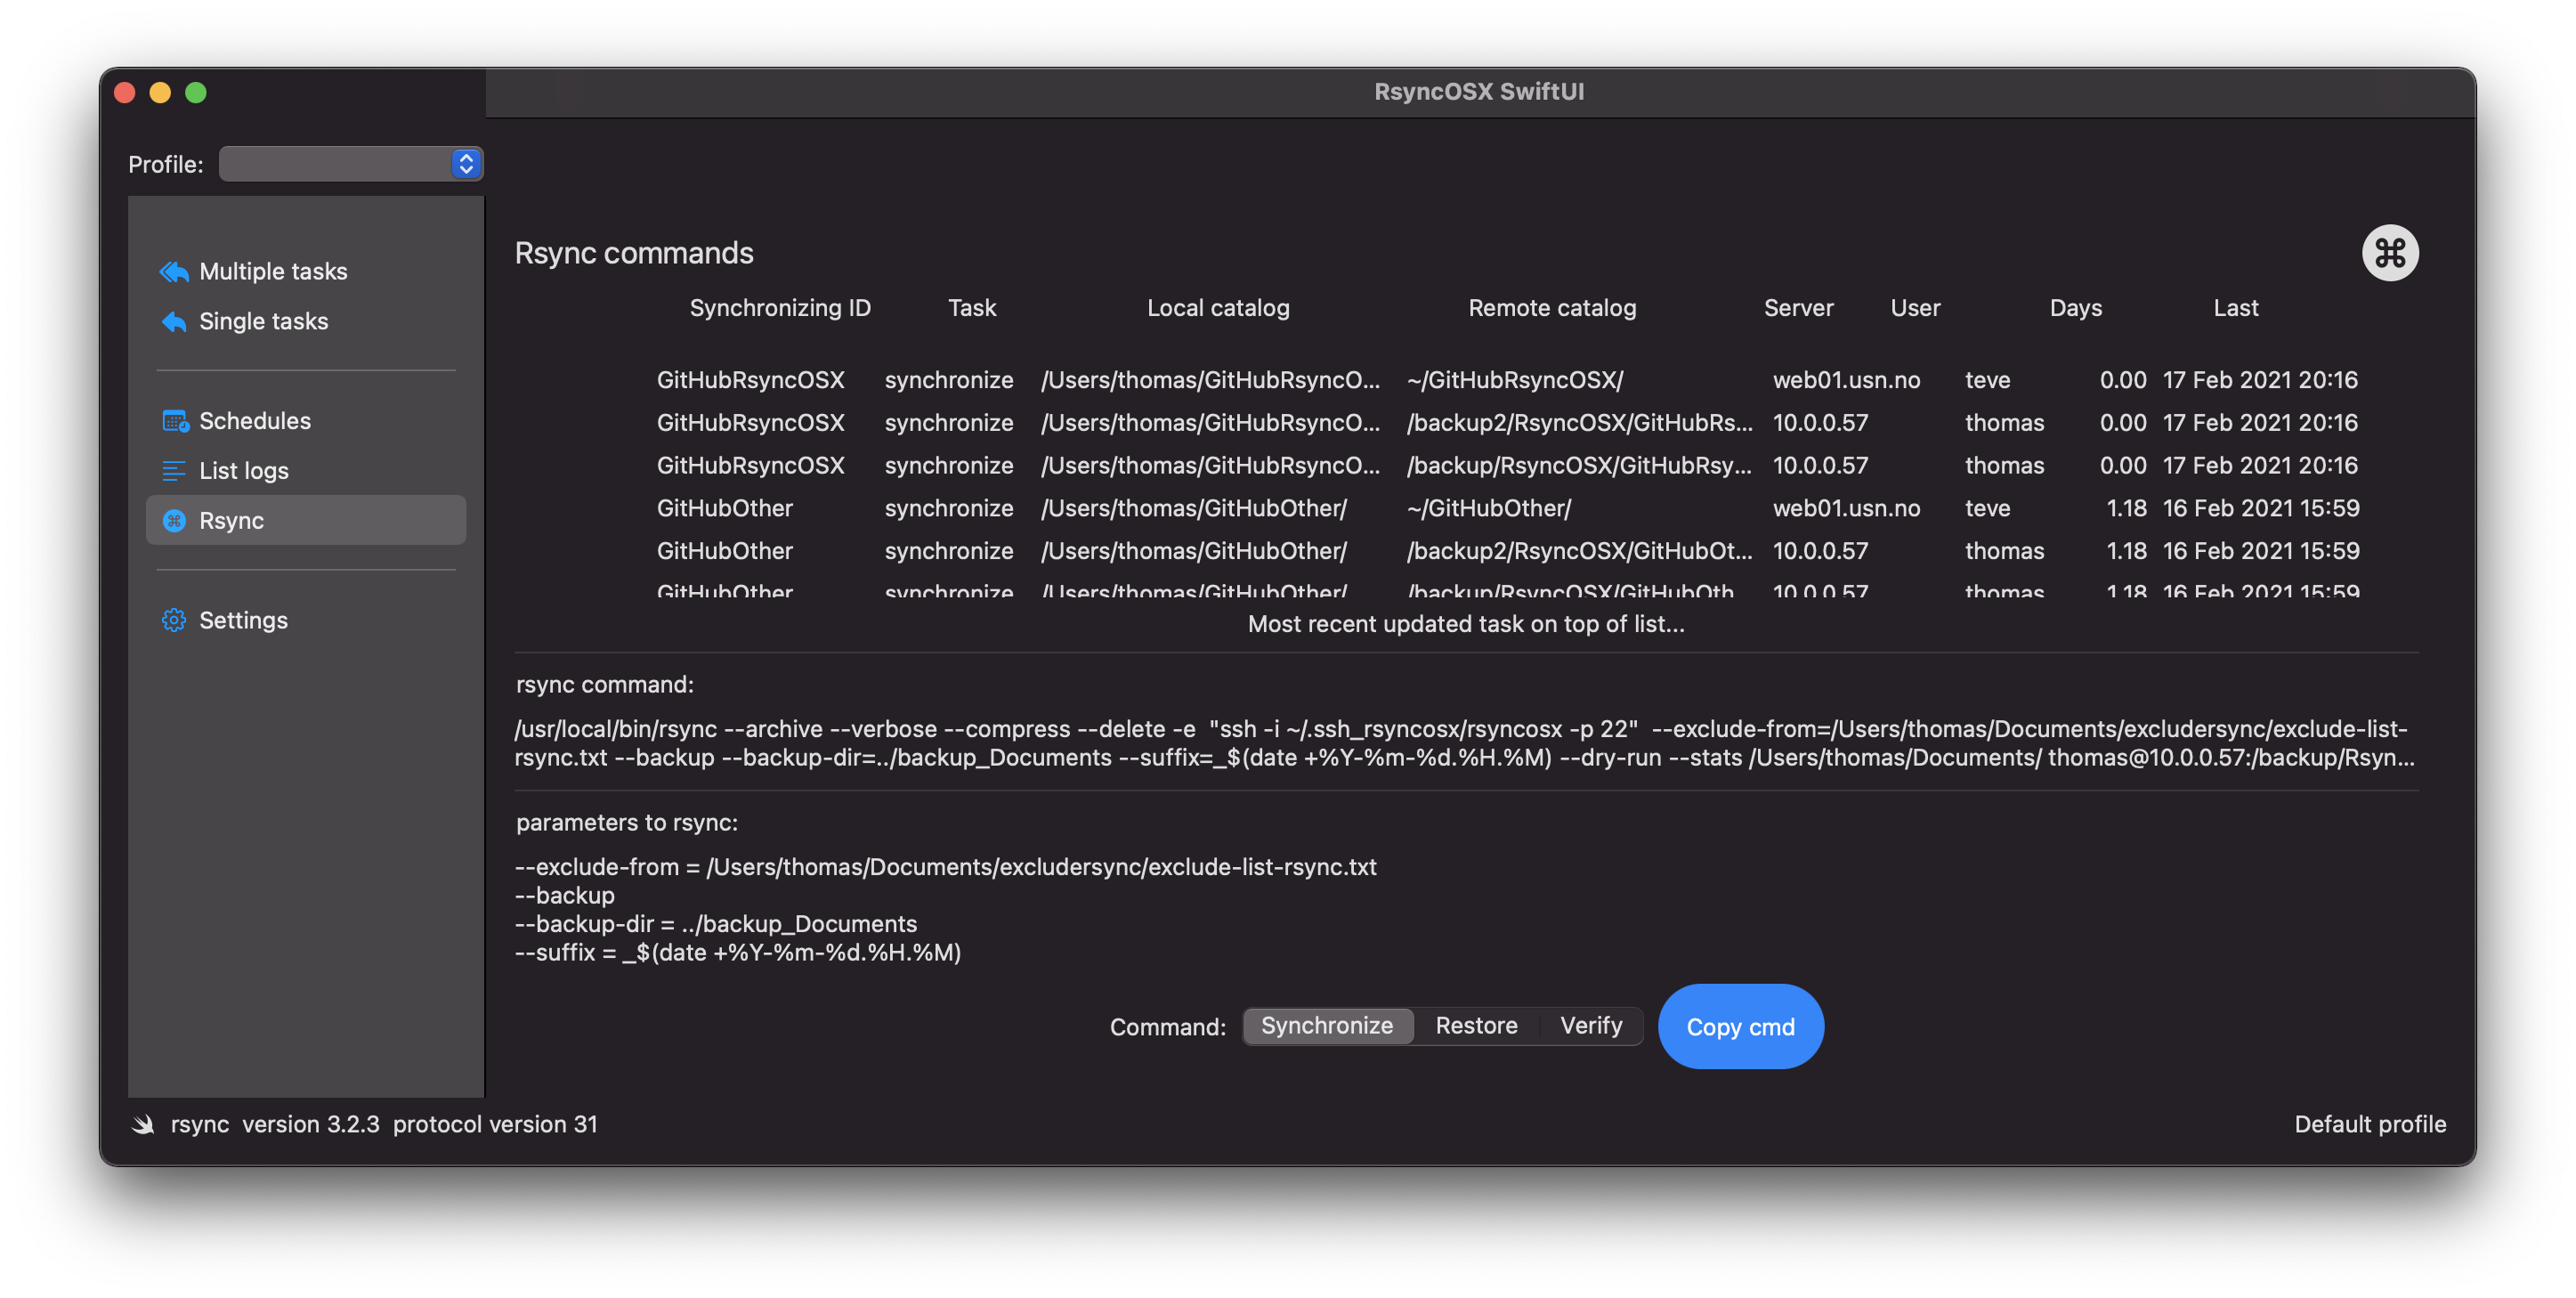 RsyncOSX SwiftUI
Profile:
Multiple tasks
Single tasks
Schedules
List logs
Rsync
Settings
Rsync commands
Synchronizing ID Task Local catalog Remote catalog Server User Days Last
GitHubRsyncOSX synchronize /Users/thomas/GitHubRsyncO... ~/GitHubRsyncOSX/ web01.usn.no teve 0.00 17 Feb 2021 20:16
GitHubRsyncOSX synchronize /Users/thomas/GitHubRsyncO... /backup2/RsyncOSX/GitHubRs... 10.0.0.57 thomas 0.00 17 Feb 2021 20:16
GitHubRsyncOSX synchronize /Users/thomas/GitHubRsyncO... /backup/RsyncOSX/GitHubRsy... 10.0.0.57 thomas 0.00 17 Feb 2021 20:16
GitHubOther synchronize /Users/thomas/GitHubOther/ ~/GitHubOther/ web01.usn.no teve 1.18 16 Feb 2021 15:59
GitHubOther synchronize /Users/thomas/GitHubOther/ /backup2/RsyncOSX/GitHubOt... 10.0.0.57 thomas 1.18 16 Feb 2021 15:59
GitHubOther synchronize /Users/thomas/GitHubOther/ /backup/RsyncOSX/GitHubOth 10.0.0.57 thomas 1.18 16 Feb 2021 15:59
Most recent updated task on top of list...
rsync command:
/usr/local/bin/rsync --archive --verbose --compress --delete -e "ssh -i ~/.ssh_rsyncosx/rsyncosx -p 22" --exclude-from=/Users/thomas/Documents/excludersync/exclude-list-
rsync.txt --backup --backup-dir=../backup_Documents --suffix=_$(date +%Y-%m-%d.%H.%M) --dry-run --stats /Users/thomas/Documents/ thomas@10.0.0.57:/backup/Rsyn...
parameters to rsync:
--exclude-from = /Users/thomas/Documents/excludersync/exclude-list-rsync.txt
--backup
--backup-dir = ../backup_Documents
--suffix = _$(date +%Y-%m-%d.%H.%M)
Command: Synchronize Restore Verify Copy cmd
rsync version 3.2.3 protocol version 31
Default profile